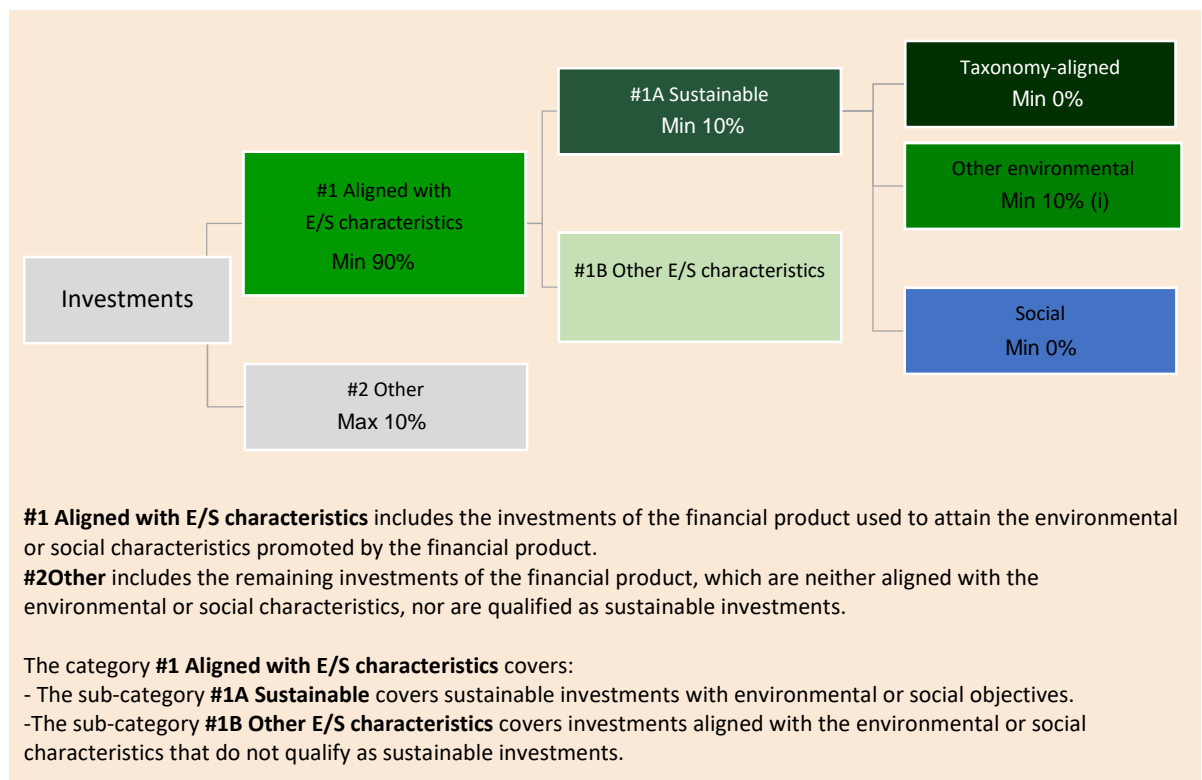 Investments
#1 Aligned with
E/S characteristics
Min 90%
#2 Other
Max 10%
#1A Sustainable
Min 10%
#1B Other E/S characteristics
Taxonomy-aligned
Min 0%
Other environmental
Min 10% (i)
Social
Min 0%
#1 Aligned with E/S characteristics includes the investments of the financial product used to attain the environmental
or social characteristics promoted by the financial product.
#2Other includes the remaining investments of the financial product, which are neither aligned with the
environmental or social characteristics, nor are qualified as sustainable investments.
The category #1 Aligned with E/S characteristics covers:
- The sub-category #1A Sustainable covers sustainable investments with environmental or social objectives.
-The sub-category #1B Other E/S characteristics covers investments aligned with the environmental or social
characteristics that do not qualify as sustainable investments.